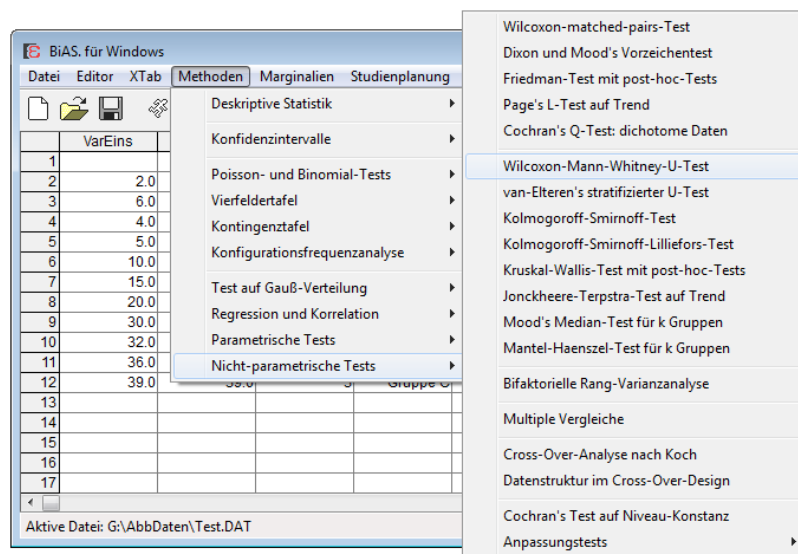 BiAS. für Windows
Datei Editor XTab Methoden Marginalien Studienplanung
VarEins
1
2 2.0
3 6.0
4 4.0
5 5.0
6 10.0
7 15.0
8 20.0
9 30.0
10 32.0
11 36.0
12 39.0 39.0 3 Gruppe C
13
14
15
16
17
Aktive Datei: G:\AbbDaten\Test.DAT
Deskriptive Statistik
Konfidenzintervalle
Poisson- und Binomial-Tests
Vierfeldertafel
Kontingenztafel
Konfigurationsfrequenzanalyse
Test auf Gauß-Verteilung
Regression und Korrelation
Parametrische Tests
Nicht-parametrische Tests
Wilcoxon-matched-pairs-Test
Dixon und Mood's Vorzeichentest
Friedman-Test mit post-hoc-Tests
Page's L-Test auf Trend
Cochran's Q-Test: dichotome Daten
Wilcoxon-Mann-Whitney-U-Test
van-Elteren's stratifizierter U-Test
Kolmogoroff-Smirnoff-Test
Kolmogoroff-Smirnoff-Lilliefors-Test
Kruskal-Wallis-Test mit post-hoc-Tests
Jonckheere-Terpstra-Test auf Trend
Mood's Median-Test für k Gruppen
Mantel-Haenszel-Test für k Gruppen
Bifaktorielle Rang-Varianzanalyse
Multiple Vergleiche
Cross-Over-Analyse nach Koch
Datenstruktur im Cross-Over-Design
Cochran's Test auf Niveau-Konstanz
Anpassungstests